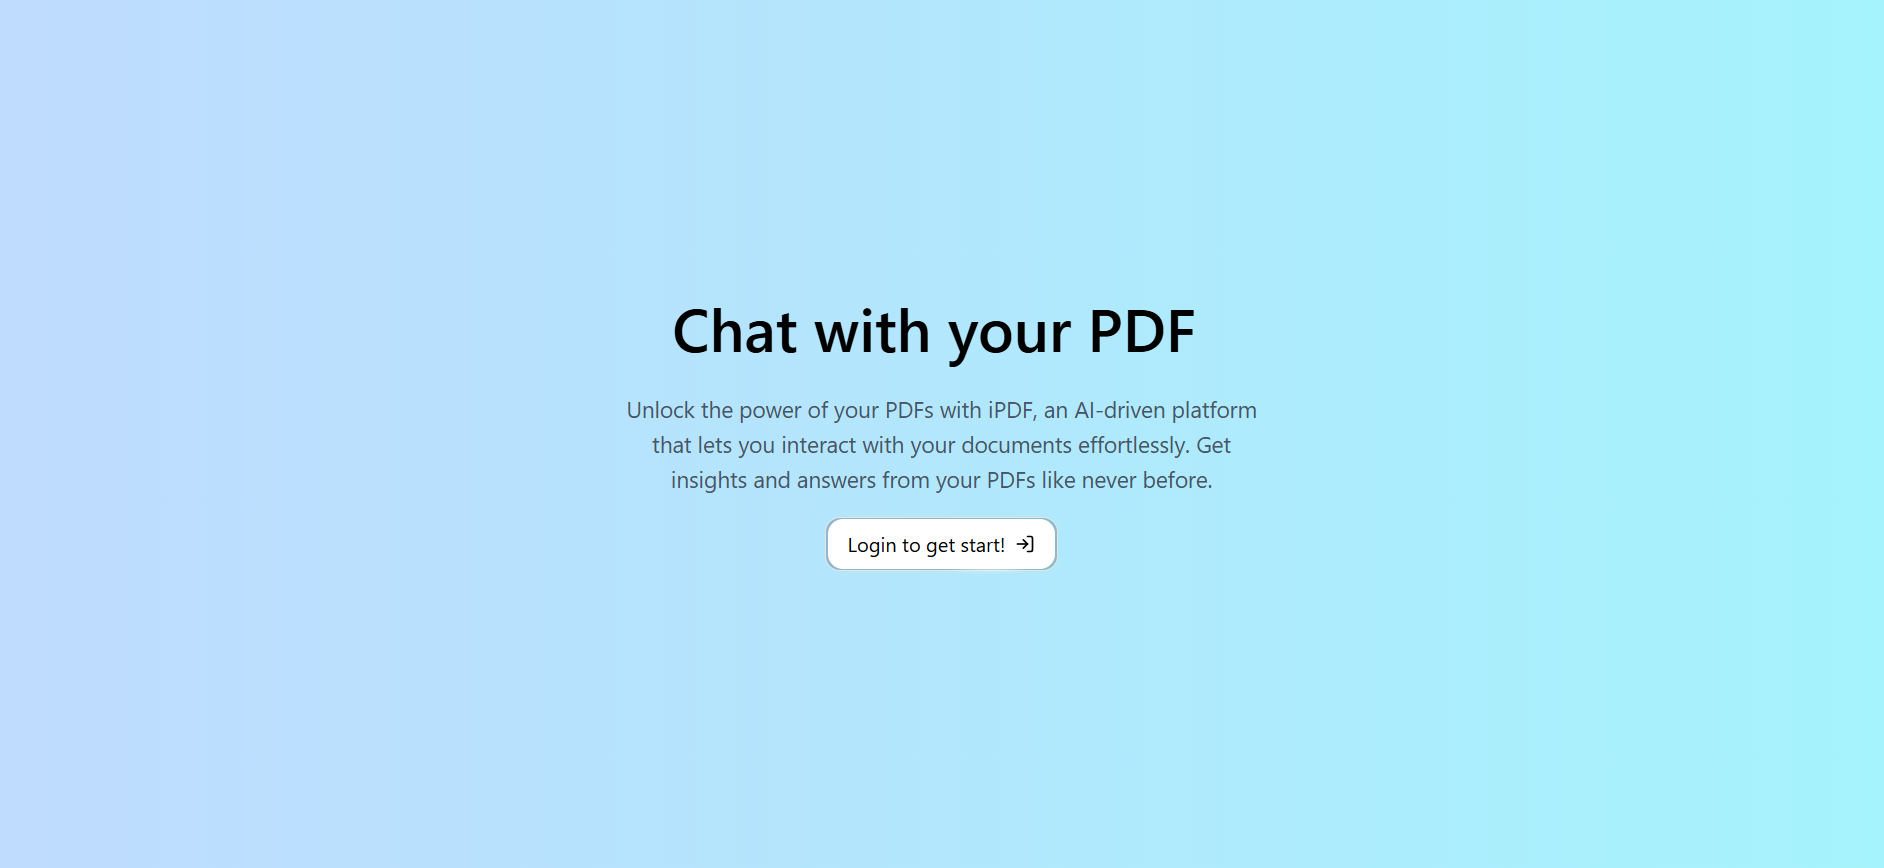 Chat with your PDF
Unlock the power of your PDFs with iPDF, an AI-driven platform
that lets you interact with your documents effortlessly. Get
insights and answers from your PDFs like never before.
Login to get start!